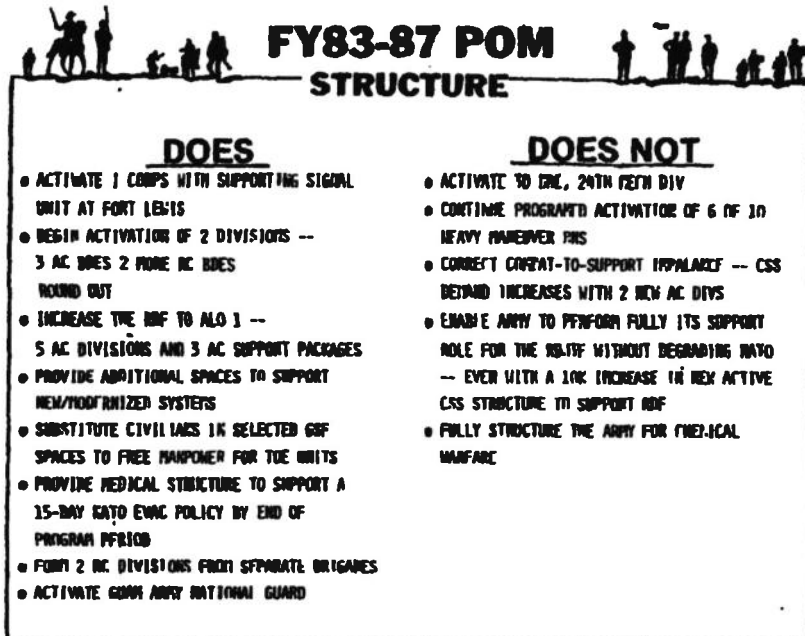 FY83-87 POM
STRUCTURE
DOES
• ACTIVATE I CORPS WITH SUPPORTING SIGNAL
UNIT AT FORT LEWIS
• BEGIN ACTIVATION OF 2 DIVISIONS --
3 AC BDES 2 MORE RC BDES
ROUND OUT
• INCREASE THE RDF TO ALO 1 --
5 AC DIVISIONS AND 3 AC SUPPORT PACKAGES
• PROVIDE ADDITIONAL SPACES TO SUPPORT
NEW/MODERNIZED SYSTEMS
• SUBSTITUTE CIVILIANS IN SELECTED GSF
SPACES TO FREE MANPOWER FOR TOE UNITS
• PROVIDE MEDICAL STRUCTURE TO SUPPORT A
15-DAY NATO EVAC POLICY BY END OF
PROGRAM PERIOD
• FORM 2 RC DIVISIONS FROM SEPARATE BRIGADES
• ACTIVATE GUAM ARMY NATIONAL GUARD
DOES NOT
• ACTIVATE 24TH DIV
• CONTINUE PROGRAM'D ACTIVATION OF 6 OF 10
HEAVY MANEUVER BNS
• CORRECT COMBAT-TO-SUPPORT IMBALANCE -- CSS
DEMAND INCREASES WITH 2 NEW AC DIVS
• ENABLE ARMY TO PERFORM FULLY ITS SUPPORT
ROLE FOR THE WITHOUT DEGRADING NATO
-- EVEN WITH A 10K INCREASE IN NEW ACTIVE
CSS STRUCTURE TO SUPPORT RDF
• FULLY STRUCTURE THE ARMY FOR CHEMICAL
WARFARE